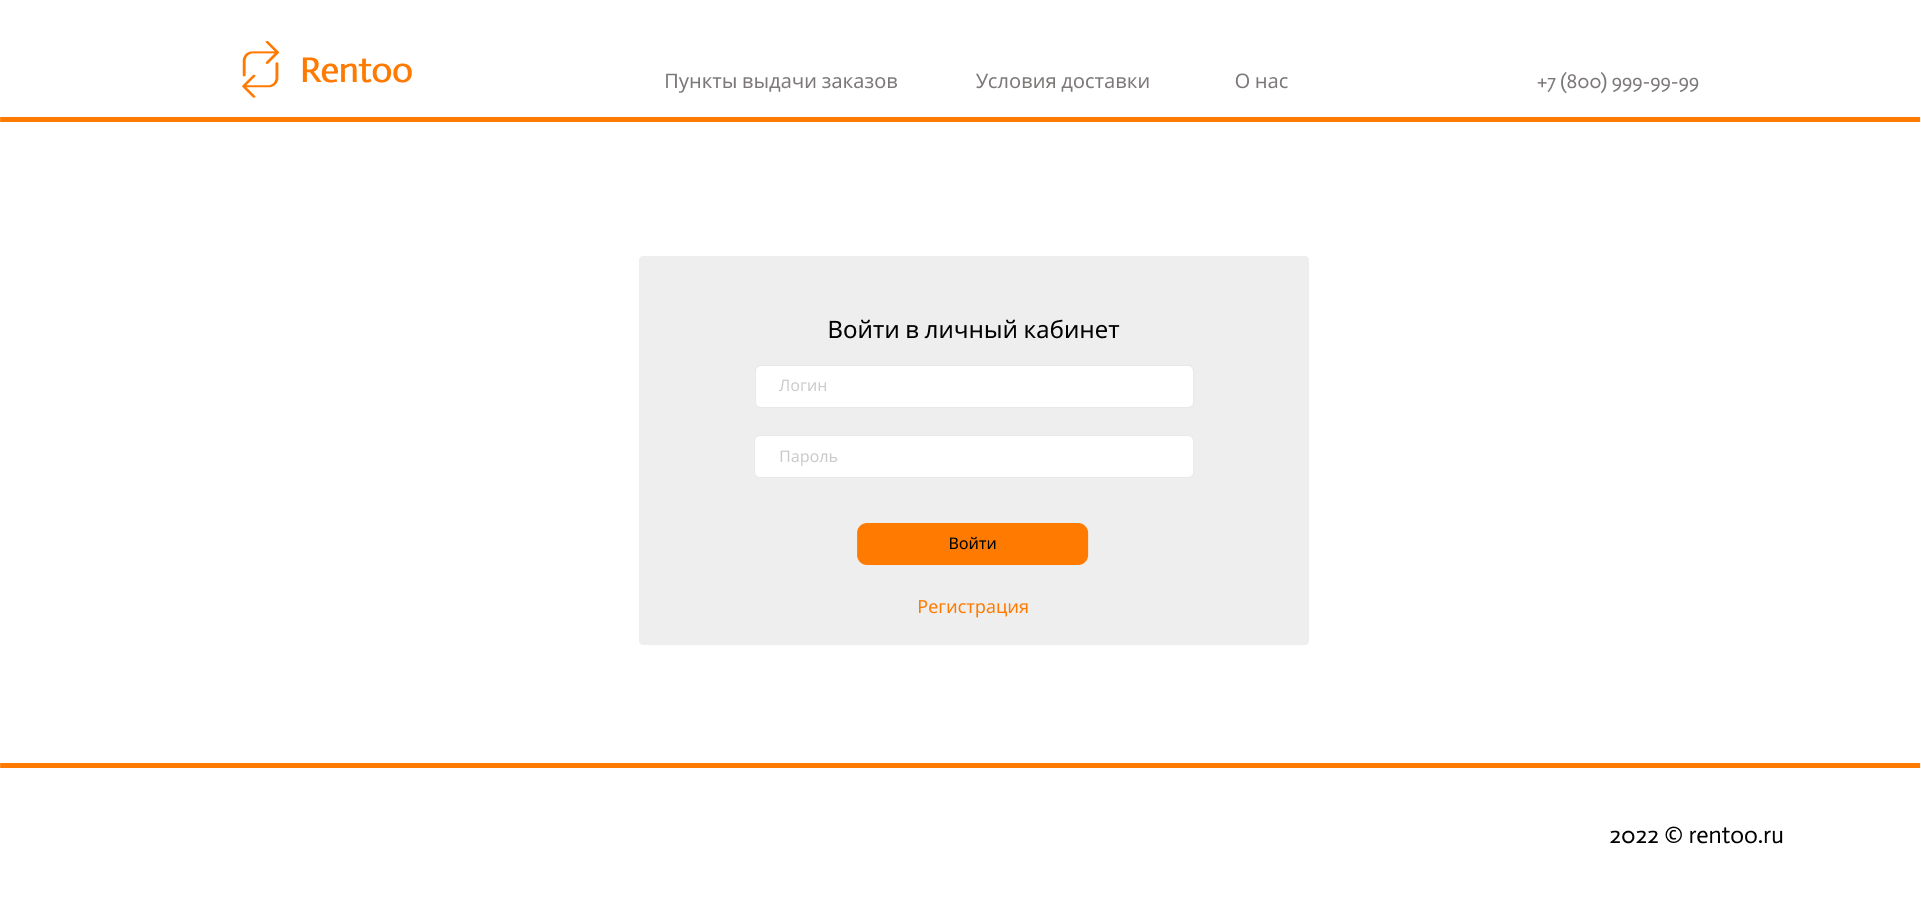 Rentoo
Пункты выдачи заказов
Условия доставки
О нас
+7 (800) 999-99-99
Войти в личный кабинет
Логин
Пароль
Войти
Регистрация
2022 © rentoo.ru